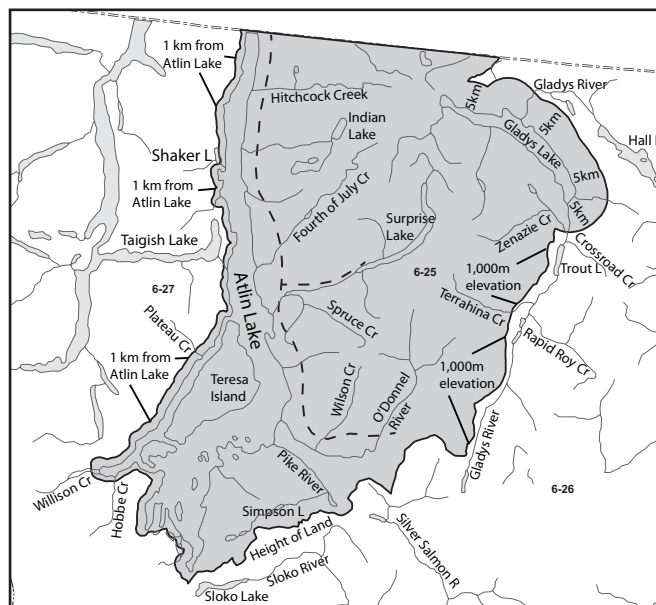 1 km from
Atlin Lake
Hitchcock Creek
Indian
Lake
5km
Gladys River
5km
Gladys Lake
Hall
5km
5km
Shaker L
1 km from
Atlin Lake
Fourth of July Cr
Surprise
Lake
Zenazie Cr
Crossroad Cr
Taigish Lake
Atlin Lake
6-25
1,000m
elevation
Trout L
6-27
Terrahina Cr
Plateau Cr
Spruce Cr
Rapid Roy Cr
1 km from
Atlin Lake
Teresa
Island
Wilson Cr
O'Donnel
River
1,000m
elevation
Gladys River
Pike River
Willison Cr
Hobbe Cr
Simpson L
6-26
Height of Land
Silver Salmon R
Sloko River
Sloko Lake